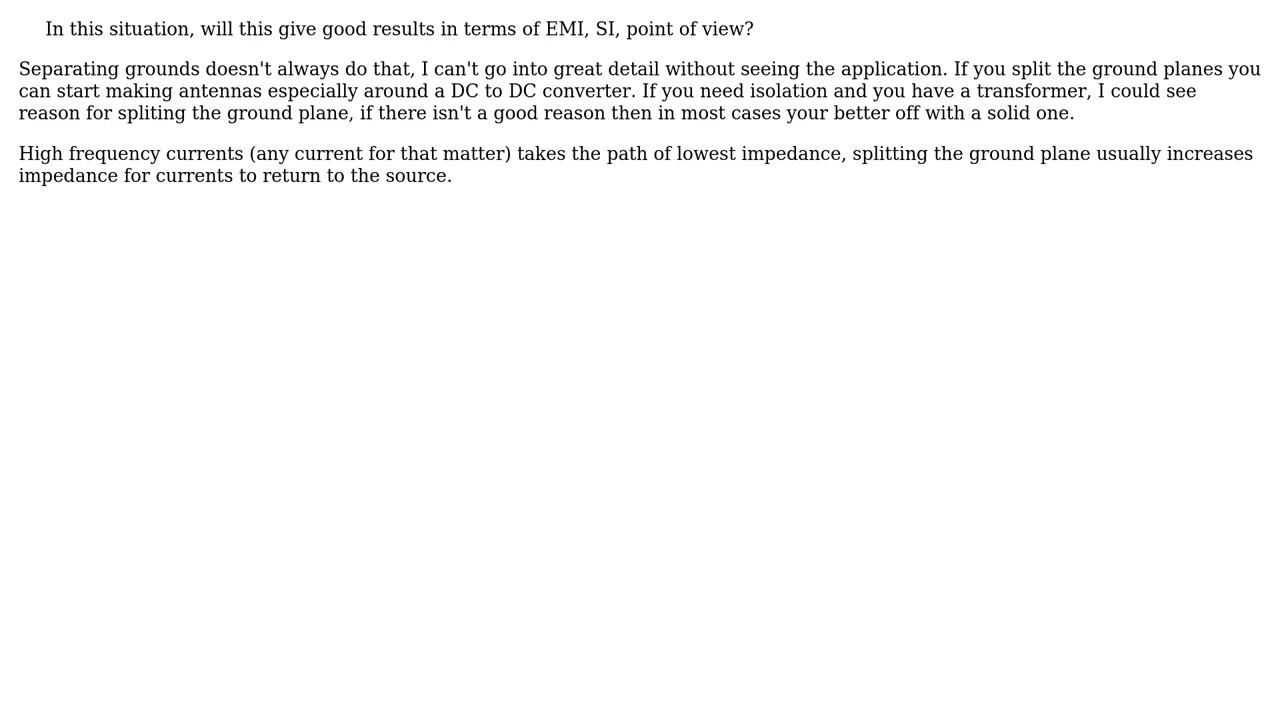 In this situation, will this give good results in terms of EMI, SI, point of view?
Separating grounds doesn't always do that, I can't go into great detail without seeing the application. If you split the ground planes you
can start making antennas especially around a DC to DC converter. If you need isolation and you have a transformer, I could see
reason for spliting the ground plane, if there isn't a good reason then in most cases your better off with a solid one.
High frequency currents (any current for that matter) takes the path of lowest impedance, splitting the ground plane usually increases
impedance for currents to return to the source.